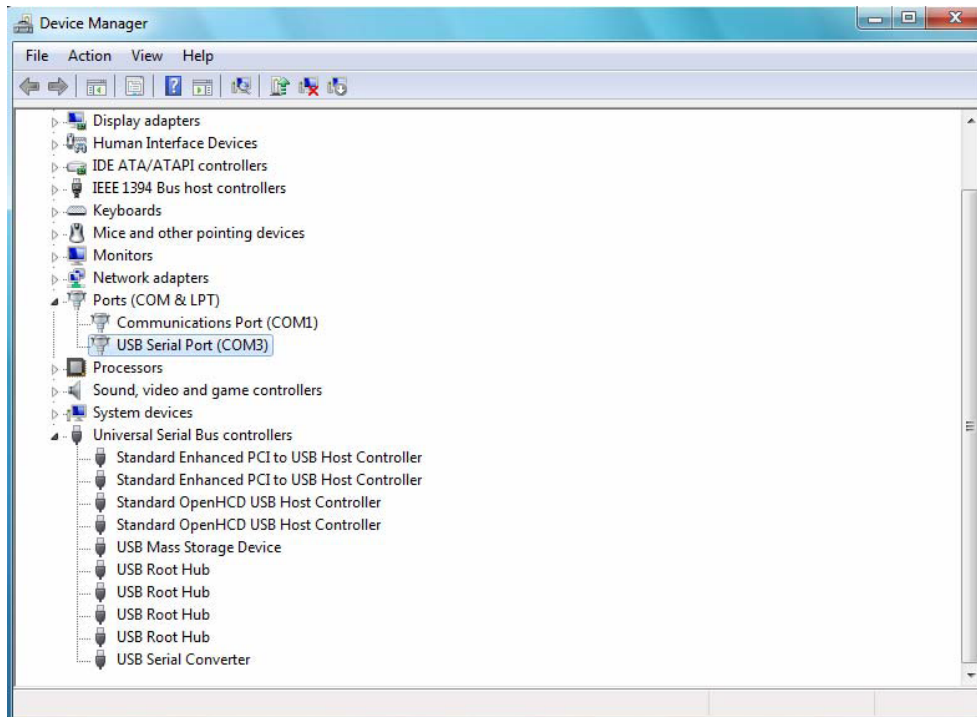 Device Manager
File Action View Help
Display adapters
Human Interface Devices
IDE ATA/ATAPI controllers
IEEE 1394 Bus host controllers
Keyboards
Mice and other pointing devices
Monitors
Network adapters
Ports (COM & LPT)
Communications Port (COM1)
USB Serial Port (COM3)
Processors
Sound, video and game controllers
System devices
Universal Serial Bus controllers
Standard Enhanced PCI to USB Host Controller
Standard Enhanced PCI to USB Host Controller
Standard OpenHCD USB Host Controller
Standard OpenHCD USB Host Controller
USB Mass Storage Device
USB Root Hub
USB Root Hub
USB Root Hub
USB Root Hub
USB Serial Converter